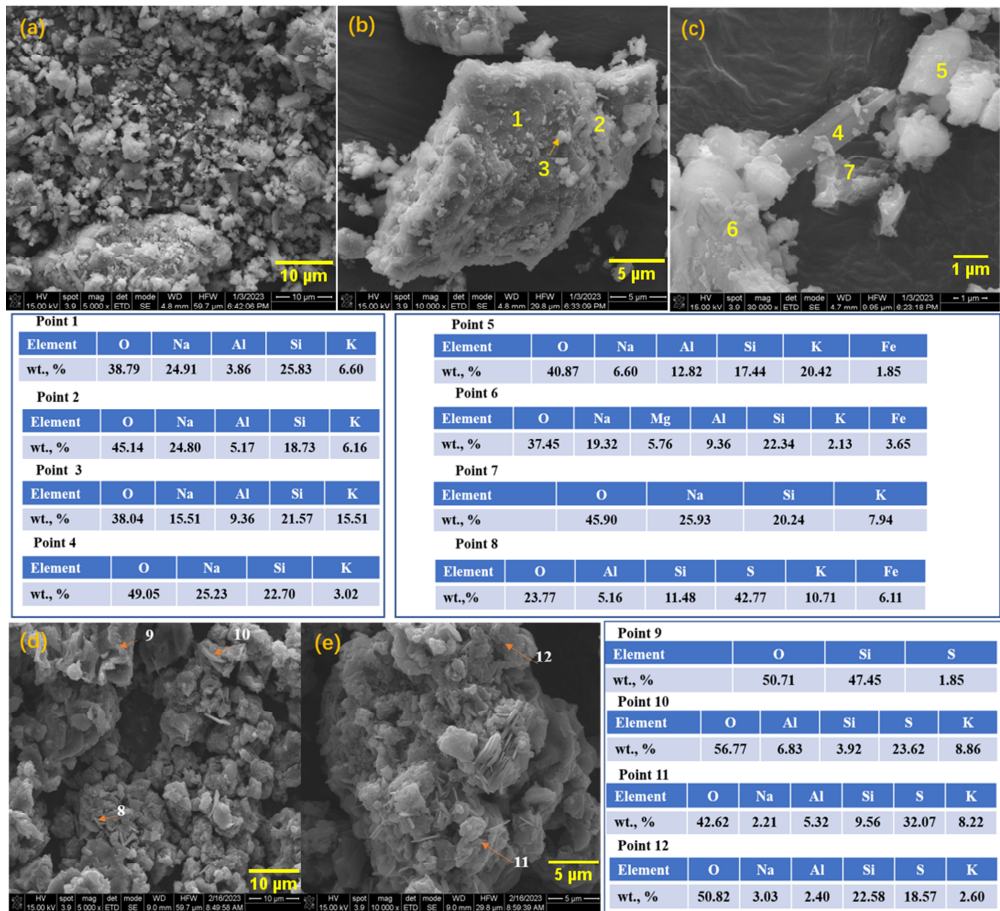 (a)
10 µm
HV spot mag det mode WD HFW 1/3/2023 10 µm
15.00 kV 3.9 5 000 x ETD SE 4.8 mm 59.7 µm 6:42:06 PM
(b)
1
2
3
5 µm
HV spot mag det mode WD HFW 1/3/2023 5 µm
15.00 kV 3.9 10 000 x ETD SE 4.8 mm 29.8 µm 6:33:09 PM
(c)
5
4
7
6
1 µm
HV spot mag det mode WD HFW 1/3/2023 1 µm
15.00 kV 3.9 30 000 x ETD SE 4.7 mm 6:23:18 PM
Point 1
Element O Na Al Si K
wt., % 38.79 24.91 3.86 25.83 6.60
Point 2
Element O Na Al Si K
wt., % 45.14 24.80 5.17 18.73 6.16
Point 3
Element O Na Al Si K
wt., % 38.04 15.51 9.36 21.57 15.51
Point 4
Element O Na Si K
wt., % 49.05 25.23 22.70 3.02
Point 5
Element O Na Al Si K Fe
wt., % 40.87 6.60 12.82 17.44 20.42 1.85
Point 6
Element O Na Mg Al Si K Fe
wt., % 37.45 19.32 5.76 9.36 22.34 2.13 3.65
Point 7
Element O Na Si K
wt., % 45.90 25.93 20.24 7.94
Point 8
Element O Al Si S K Fe
wt.,% 23.77 5.16 11.48 42.77 10.71 6.11
(d)
9
10
8
10 µm
HV spot mag det mode WD HFW 2/16/2023 10 µm
15.00 kV 3.9 5 000 x ETD SE 9.0 mm 59.7 µm 8:49:58 AM
(e)
12
11
5 µm
HV spot mag det mode WD HFW 2/16/2023 5 µm
15.00 kV 3.9 10 000 x ETD SE 9.0 mm 29.8 µm 8:59:39 AM
Point 9
Element O Si S
wt., % 50.71 47.45 1.85
Point 10
Element O Al Si S K
wt., % 56.77 6.83 3.92 23.62 8.86
Point 11
Element O Na Al Si S K
wt., % 42.62 2.21 5.32 9.56 32.07 8.22
Point 12
Element O Na Al Si S K
wt., % 50.82 3.03 2.40 22.58 18.57 2.60